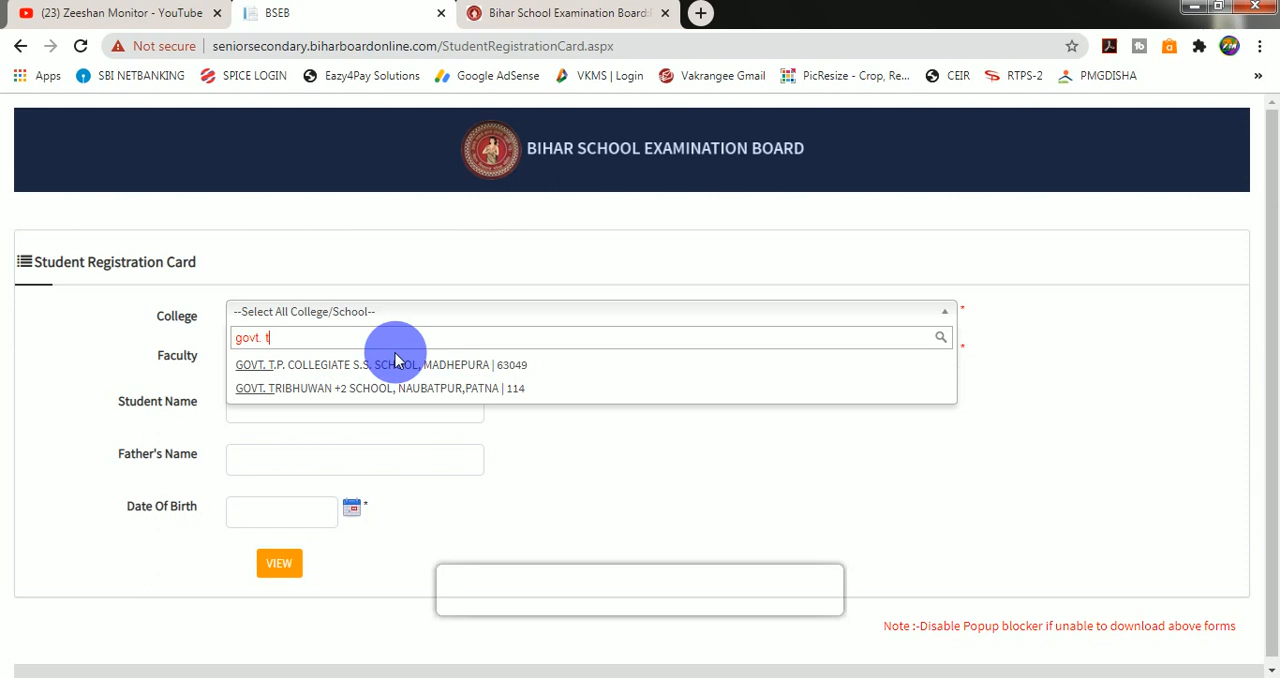 (23) Zeeshan Monitor - YouTube
BSEB
Bihar School Examination Board:
Not secure
seniorsecondary.biharboardonline.com/StudentRegistrationCard.aspx
Apps
SBI NETBANKING
SPICE LOGIN
Eazy4Pay Solutions
Google AdSense
VKMS | Login
Vakrangee Gmail
PicResize - Crop, Re...
CEIR
RTPS-2
PMGDISHA
»
BIHAR SCHOOL EXAMINATION BOARD
Student Registration Card
College
--Select All College/School--
*
govt. t
Faculty
*
GOVT. T.P. COLLEGIATE S.S. SCHOOL, MADHEPURA | 63049
GOVT. TRIBHUWAN +2 SCHOOL, NAUBATPUR,PATNA | 114
Student Name
Father's Name
Date Of Birth
*
VIEW
Note :-Disable Popup blocker if unable to download above forms